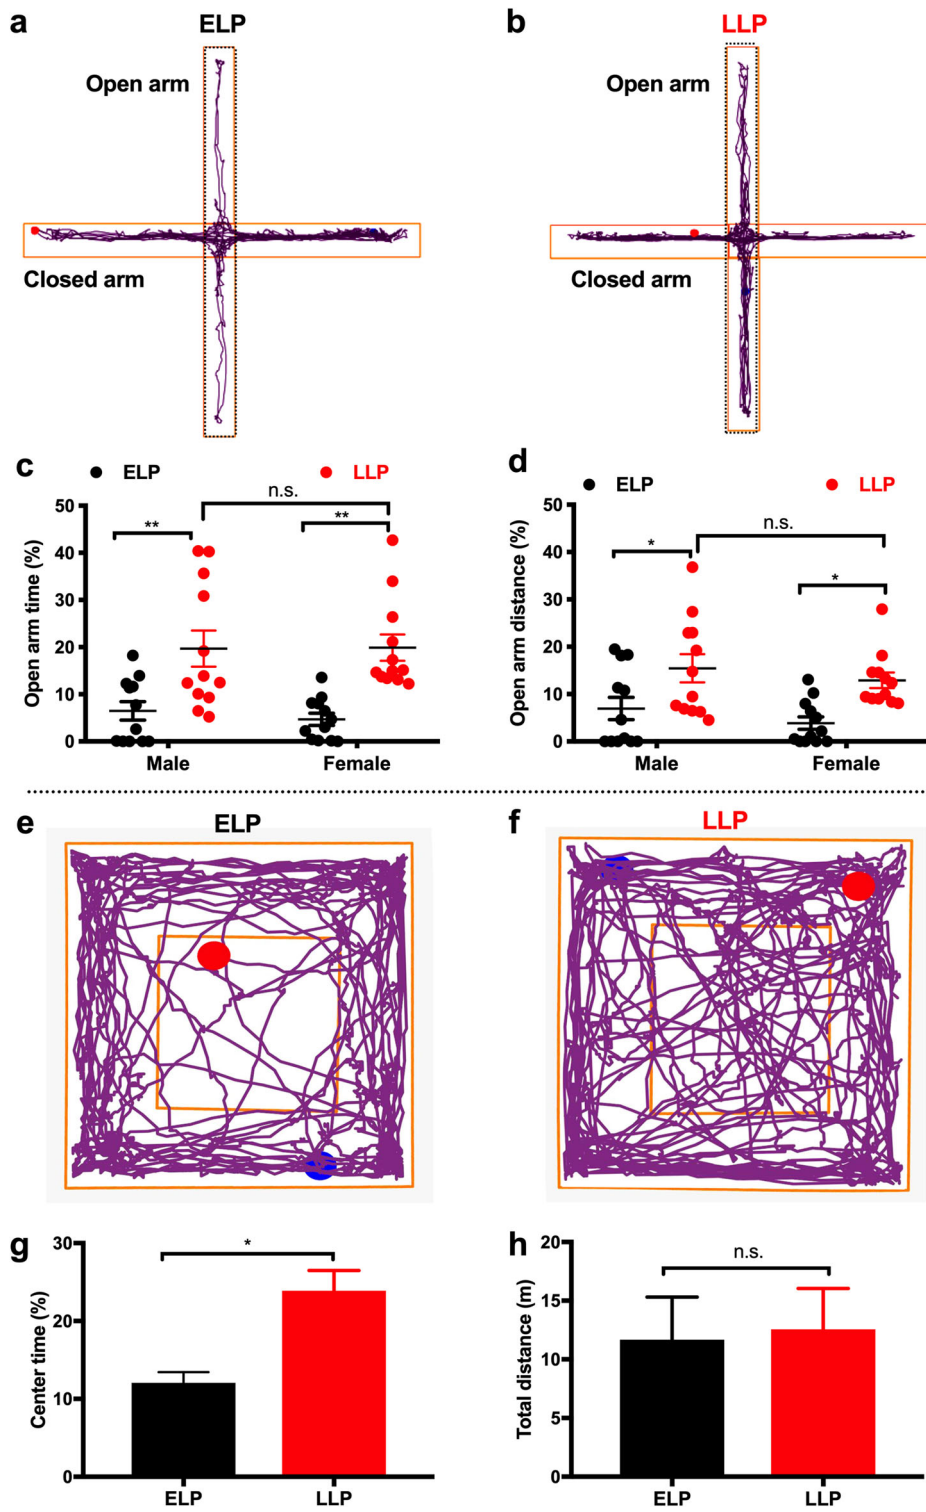 a
ELP
Open arm
Closed arm
b
LLP
Open arm
Closed arm
c
ELP
LLP
n.s.
**
**
Open arm time (%)
50
40
30
20
10
0
Male
Female
d
ELP
LLP
n.s.
*
*
Open arm distance (%)
50
40
30
20
10
0
Male
Female
e
ELP
f
LLP
g
*
Center time (%)
30
20
10
0
ELP
LLP
h
n.s.
Total distance (m)
20
15
10
5
0
ELP
LLP